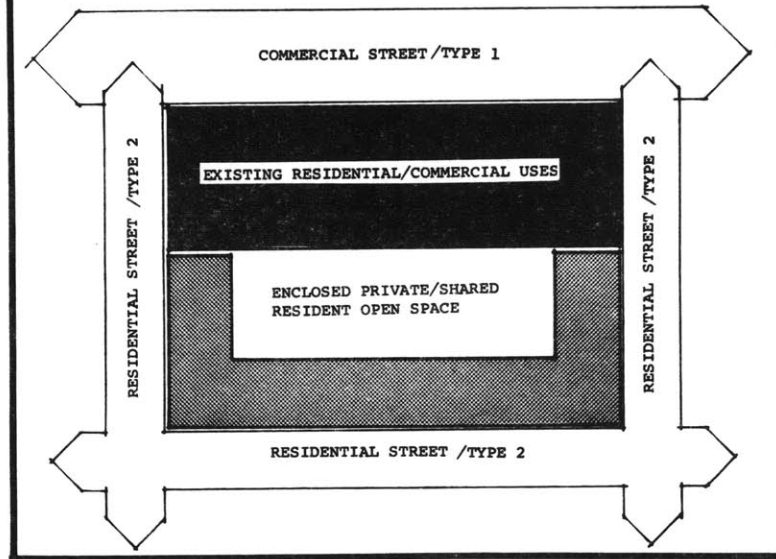 COMMERCIAL STREET/TYPE 1
RESIDENTIAL STREET/TYPE 2
EXISTING RESIDENTIAL/COMMERCIAL USES
RESIDENTIAL STREET/TYPE 2
ENCLOSED PRIVATE/SHARED
RESIDENT OPEN SPACE
RESIDENTIAL STREET /TYPE 2